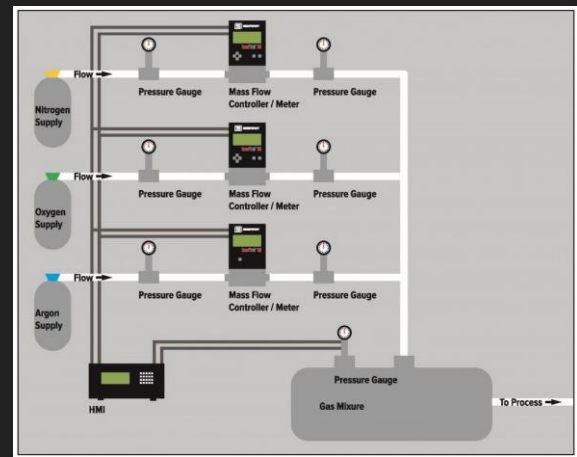 Flow
Pressure Gauge
Mass Flow
Controller / Meter
Pressure Gauge
Nitrogen
Supply
Flow
Pressure Gauge
Mass Flow
Controller / Meter
Pressure Gauge
Oxygen
Supply
Flow
Pressure Gauge
Mass Flow
Controller / Meter
Pressure Gauge
Argon
Supply
HMI
Pressure Gauge
Gas Mixure
To Process